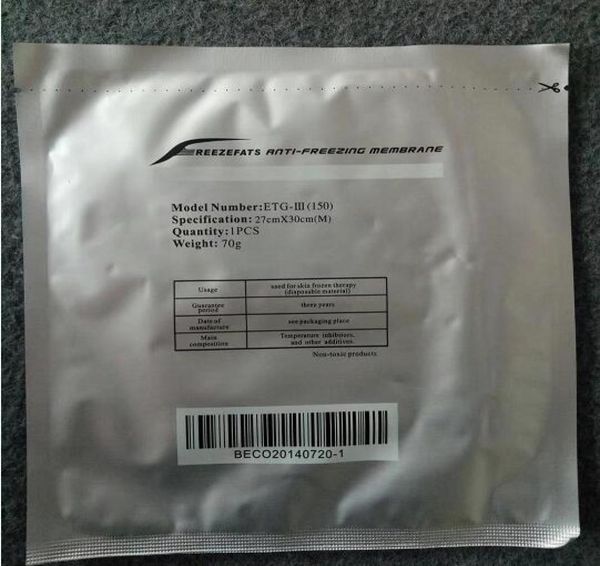 FREEZEFATS ANTI-FREEZING MEMBRANE
Model Number:ETG-III(150)
Specification: 27cmX30cm(M)
Quantity:1PCS
Weight: 70g
Usage used for skin frozen therapy
(disposable material)
Guarantee
period three years
Date of
manufacture see packaging place
Main
composition Temperature inhibitors,
and other additives.
Non-toxic products
BECO20140720-1